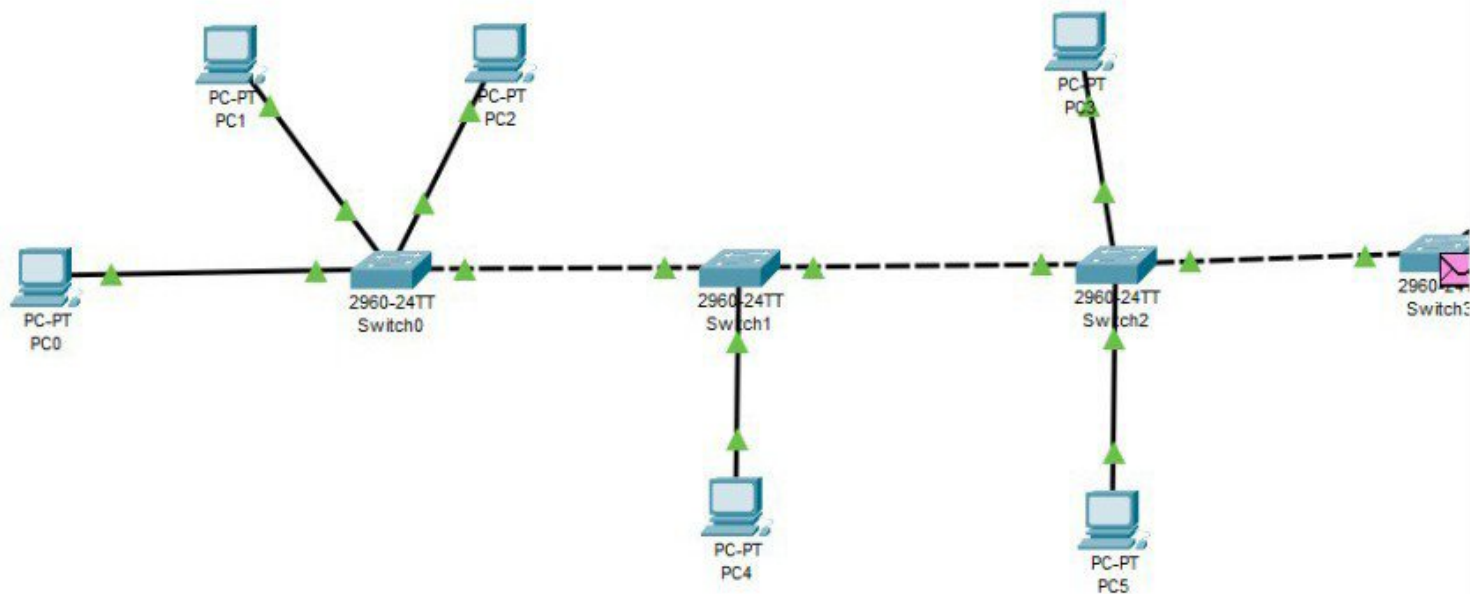 PC-PT
PC1
PC-PT
PC2
PC-PT
PC3
PC-PT
PC0
2960-24TT
Switch0
2960-24TT
Switch1
2960-24TT
Switch2
Switch3
PC-PT
PC4
PC-PT
PC5